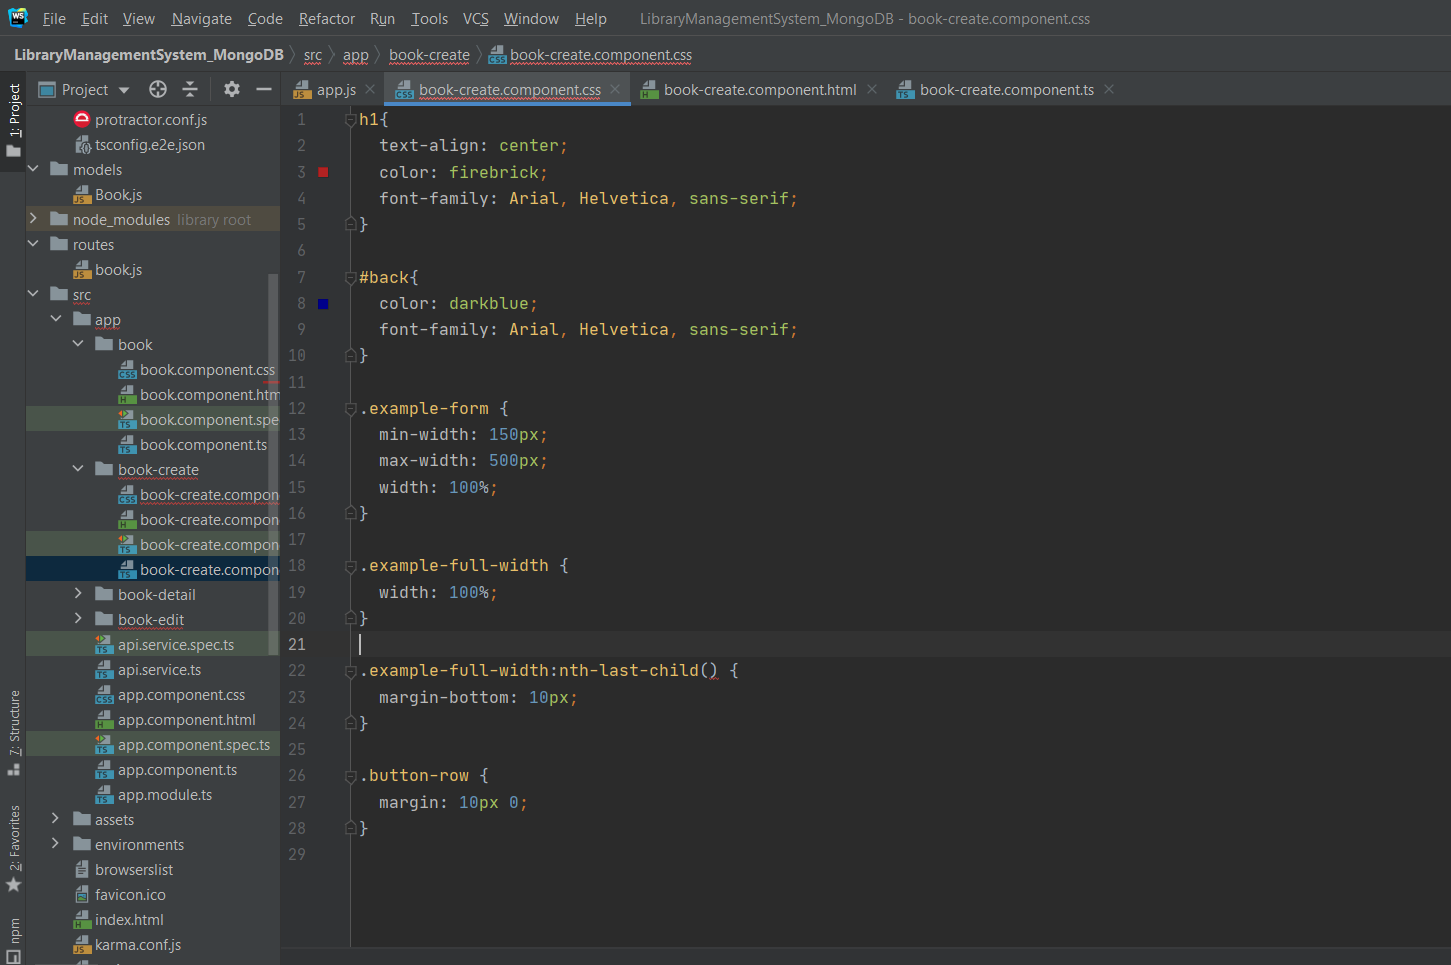 WS File Edit View Navigate Code Refactor Run Tools VCS Window Help LibraryManagementSystem_MongoDB - book-create.component.css
LibraryManagementSystem_MongoDB src app book-create book-create.component.css
1: Project
Project
app.js book-create.component.css book-create.component.html book-create.component.ts
protractor.conf.js
tsconfig.e2e.json
models
Book.js
node_modules library root
routes
book.js
src
app
book
book.component.css
book.component.htm
book.component.spe
book.component.ts
book-create
book-create.compon
book-create.compon
book-create.compon
book-create.compon
book-detail
book-edit
api.service.spec.ts
api.service.ts
app.component.css
app.component.html
app.component.spec.ts
app.component.ts
app.module.ts
assets
environments
browserslist
favicon.ico
index.html
karma.conf.js
7: Structure
2: Favorites
npm
1 h1{
2 text-align: center;
3 color: firebrick;
4 font-family: Arial, Helvetica, sans-serif;
5 }
6
7 #back{
8 color: darkblue;
9 font-family: Arial, Helvetica, sans-serif;
10 }
11
12 .example-form {
13 min-width: 150px;
14 max-width: 500px;
15 width: 100%;
16 }
17
18 .example-full-width {
19 width: 100%;
20 }
21
22 .example-full-width:nth-last-child() {
23 margin-bottom: 10px;
24 }
25
26 .button-row {
27 margin: 10px 0;
28 }
29